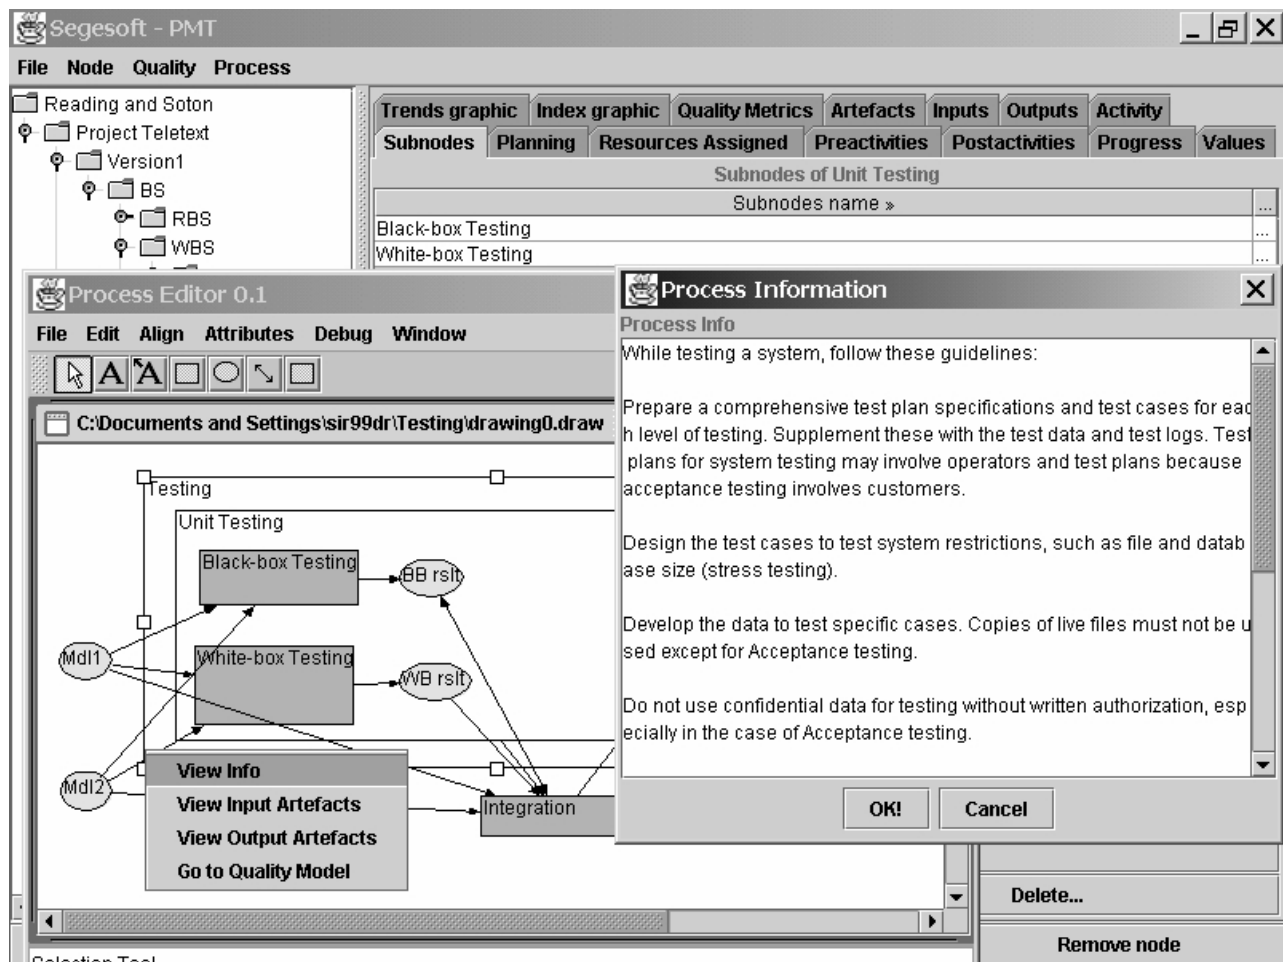 Segesoft - PMT
File Node Quality Process
Reading and Soton
Project Teletext
Version1
BS
RBS
WBS
Trends graphic Index graphic Quality Metrics Artefacts Inputs Outputs Activity
Subnodes Planning Resources Assigned Preactivities Postactivities Progress Values
Subnodes of Unit Testing
Subnodes name » ...
Black-box Testing ...
White-box Testing ...
Process Editor 0.1
File Edit Align Attributes Debug Window
A A
C:\Documents and Settings\sir99dr\Testing\drawing0.draw
Testing
Unit Testing
Black-box Testing
BB rslt
Mdl1
White-box Testing
WB rslt
Mdl2
Integration
View Info
View Input Artefacts
View Output Artefacts
Go to Quality Model
Process Information
Process Info
While testing a system, follow these guidelines:
Prepare a comprehensive test plan specifications and test cases for eac
h level of testing. Supplement these with the test data and test logs. Test
plans for system testing may involve operators and test plans because
acceptance testing involves customers.
Design the test cases to test system restrictions, such as file and datab
ase size (stress testing).
Develop the data to test specific cases. Copies of live files must not be u
sed except for Acceptance testing.
Do not use confidential data for testing without written authorization, esp
ecially in the case of Acceptance testing.
OK! Cancel
Delete...
Remove node
Selection Tool